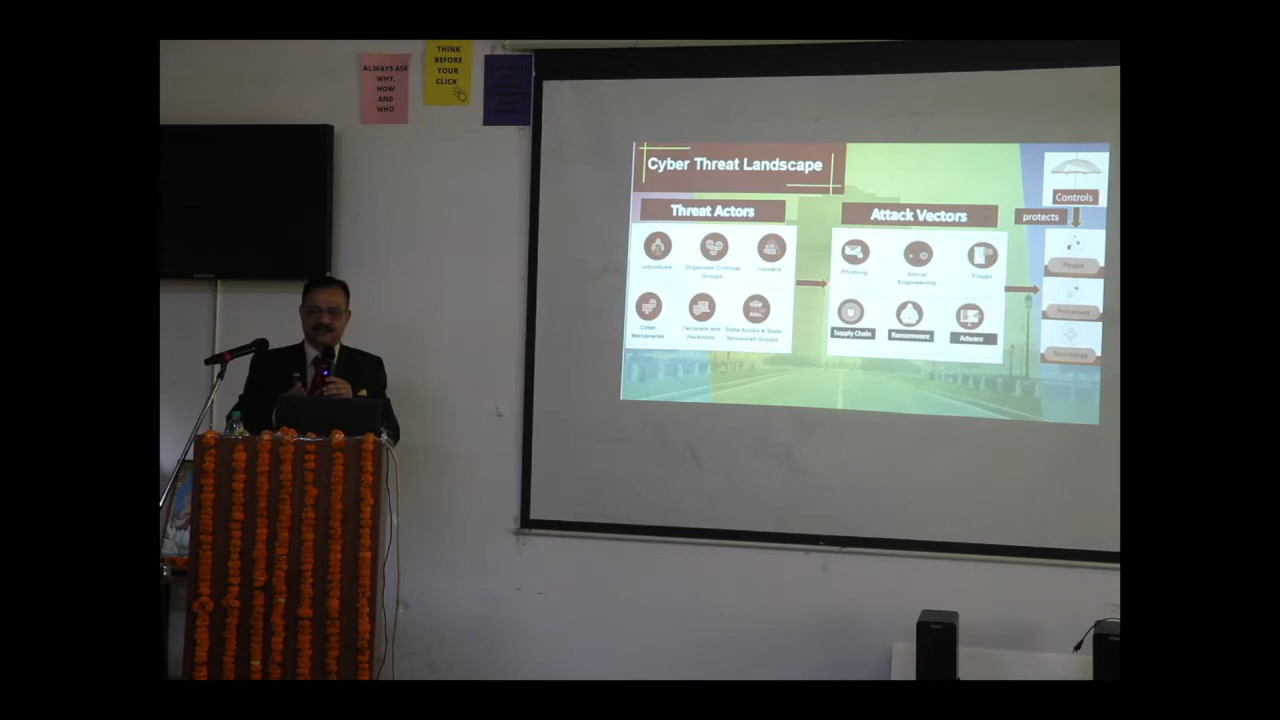 ALWAYS ASK
WHY,
HOW
AND
WHO
THINK
BEFORE
YOUR
CLICK
Cyber Threat Landscape
Threat Actors
Individuals
Organised Criminal
Groups
Insiders
Cyber
Mercenaries
Terrorists and
Hacktivists
State Actors & State
Sponsored Groups
Attack Vectors
Phishing
Social
Engineering
Trojan
Supply Chain
Ransomware
Adware
Controls
protects
People
Processes
Technology